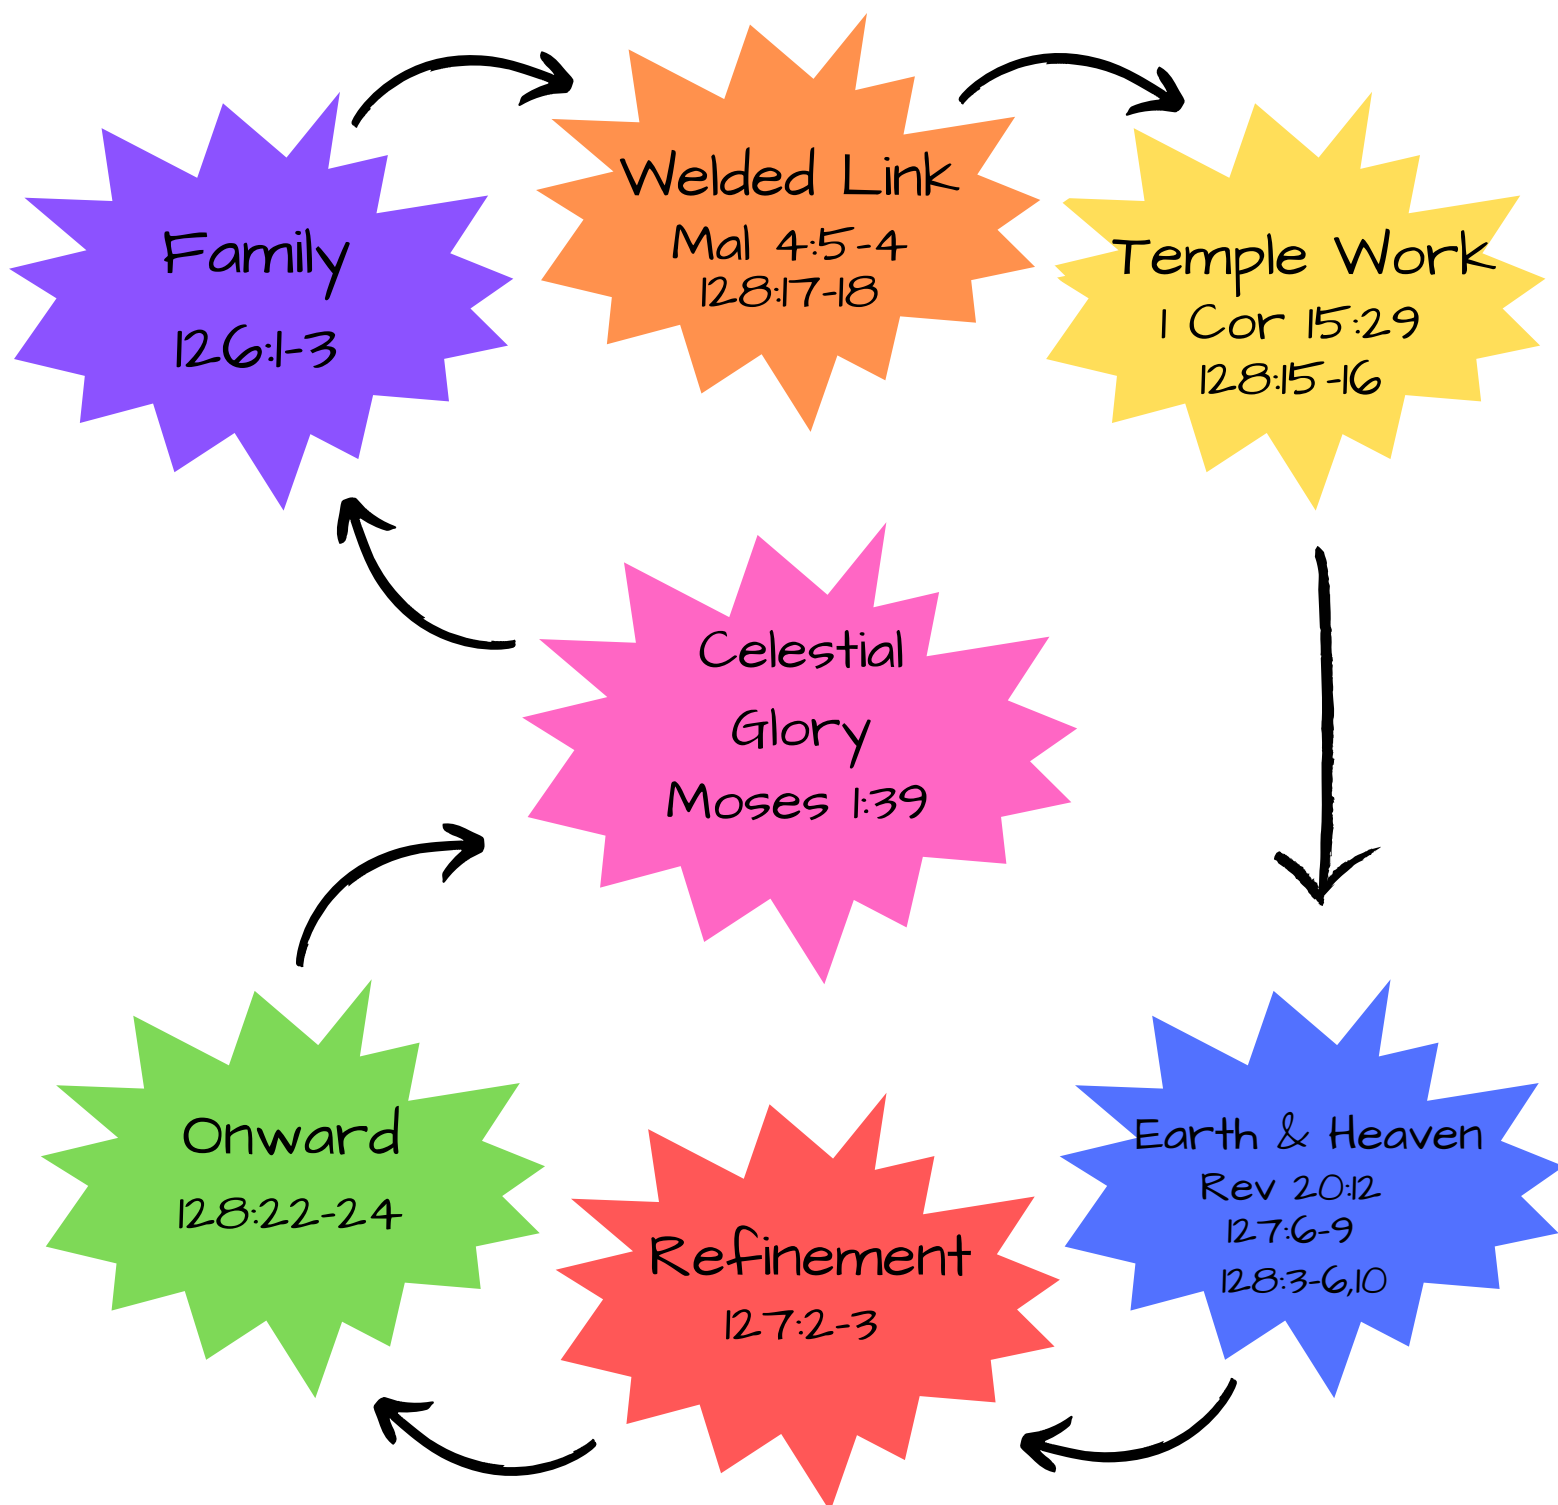 Family
126:1-3
Welded Link
Mal 4:5-4
128:17-18
Temple Work
1 Cor 15:29
128:15-16
Celestial
Glory
Moses 1:39
Onward
128:22-24
Refinement
127:2-3
Earth & Heaven
Rev 20:12
127:6-9
128:3-6,10